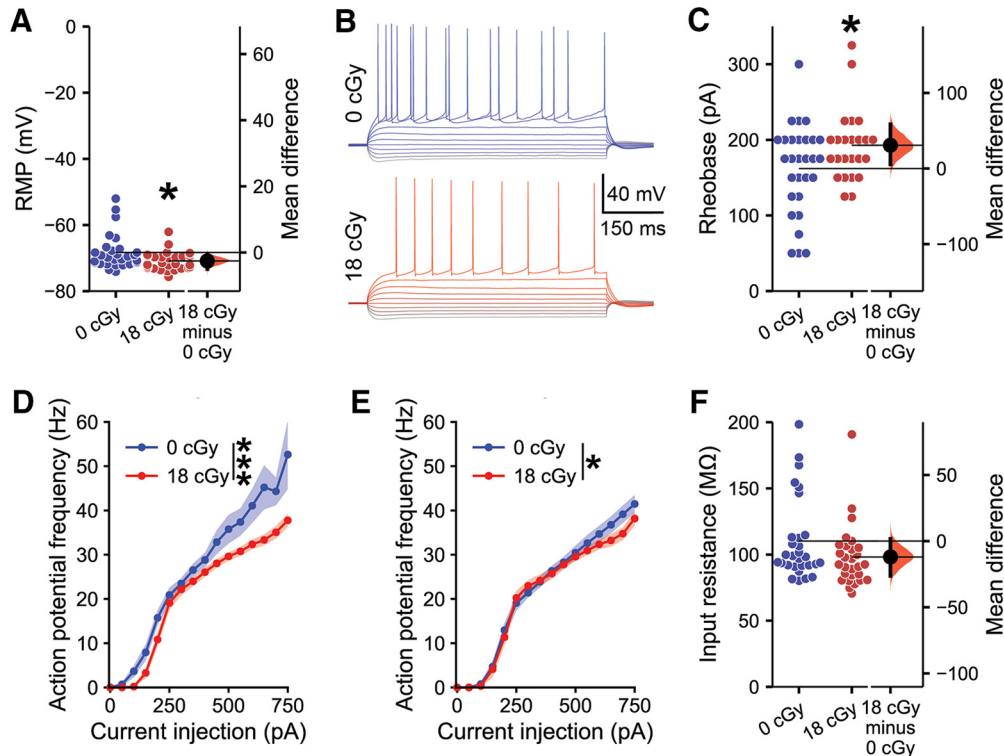 A
RMP (mV)
0
−20
−40
−60
−80
*
60
40
20
0
Mean difference
0 cGy
18 cGy
18 cGy
minus
0 cGy
B
0 cGy
18 cGy
40 mV
150 ms
C
Rheobase (pA)
300
200
100
0
*
100
0
−100
Mean difference
0 cGy
18 cGy
18 cGy
minus
0 cGy
D
Action potential frequency (Hz)
60
50
40
30
20
10
0
0 cGy
18 cGy
***
0
250
500
750
Current injection (pA)
E
Action potential frequency (Hz)
60
50
40
30
20
10
0
0 cGy
18 cGy
*
0
250
500
750
Current injection (pA)
F
Input resistance (MΩ)
200
150
100
50
0
50
0
−50
−100
Mean difference
0 cGy
18 cGy
18 cGy
minus
0 cGy